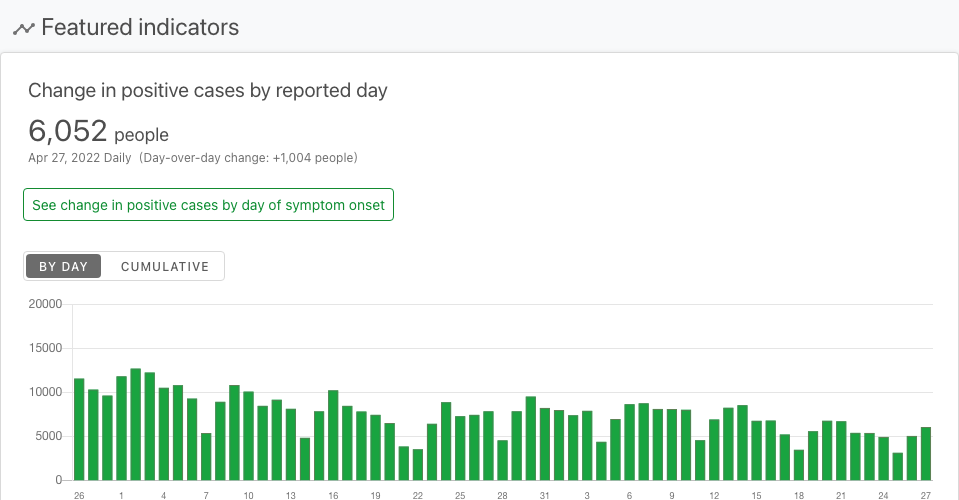 Featured indicators
Change in positive cases by reported day
6,052 people
Apr 27, 2022 Daily (Day-over-day change: +1,004 people)
See change in positive cases by day of symptom onset
BY DAY CUMULATIVE
20000
15000
10000
5000
0
26 1 4 7 10 13 16 19 22 25 28 31 3 6 9 12 15 18 21 24 27